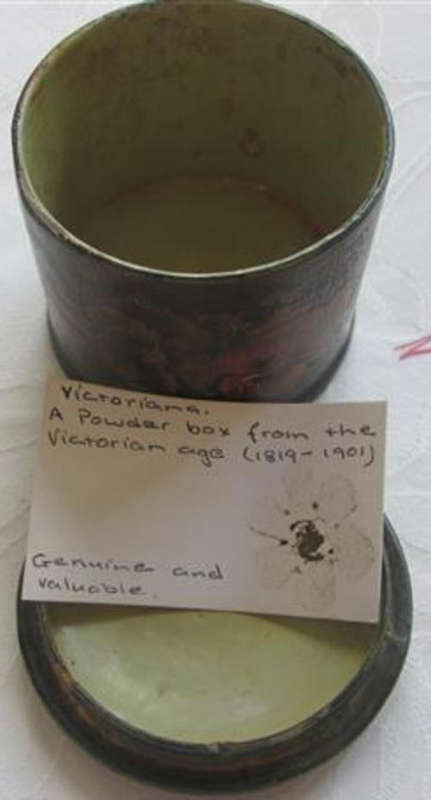 Victoriana.
A Powder box from the
Victorian age (1819-1901)
Genuine and
valuable.